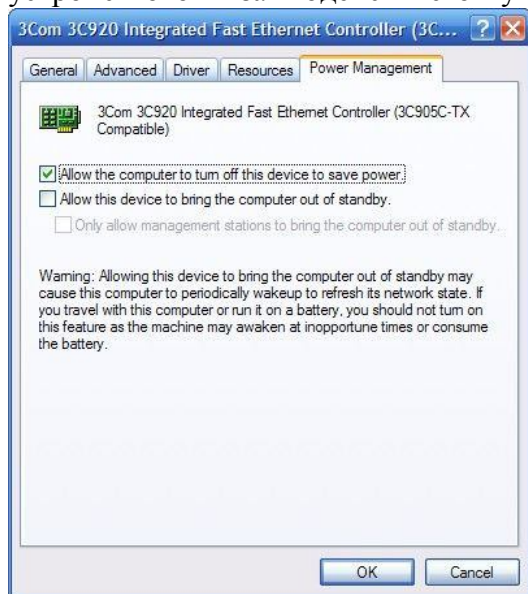 3Com 3C920 Integrated Fast Ethernet Controller (3C...
General Advanced Driver Resources Power Management
3Com 3C920 Integrated Fast Ethernet Controller (3C905C-TX
Compatible)
Allow the computer to turn off this device to save power.
Allow this device to bring the computer out of standby.
Only allow management stations to bring the computer out of standby.
Warning: Allowing this device to bring the computer out of standby may
cause this computer to periodically wakeup to refresh its network state. If
you travel with this computer or run it on a battery, you should not turn on
this feature as the machine may awaken at inopportune times or consume
the battery.
OK Cancel